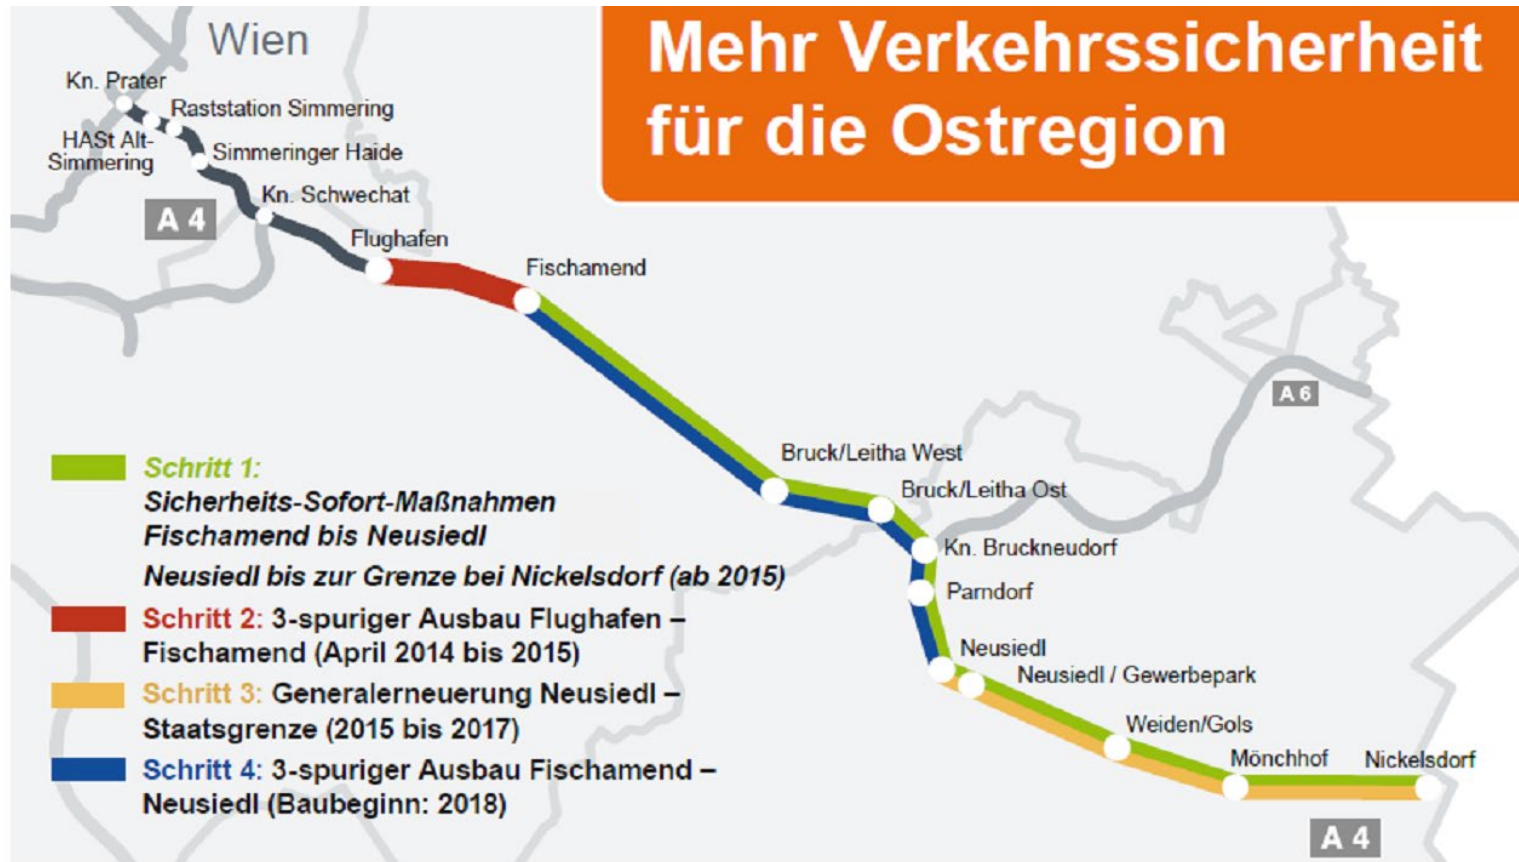 Mehr Verkehrssicherheit
für die Ostregion
Wien
Kn. Prater
Raststation Simmering
HASt Alt-
Simmering
Simmeringer Haide
Kn. Schwechat
A 4
Flughafen
Fischamend
A 6
Bruck/Leitha West
Bruck/Leitha Ost
Kn. Bruckneudorf
Parndorf
Neusiedl
Neusiedl / Gewerbepark
Weiden/Gols
Mönchhof
Nickelsdorf
A 4
Schritt 1:
Sicherheits-Sofort-Maßnahmen
Fischamend bis Neusiedl
Neusiedl bis zur Grenze bei Nickelsdorf (ab 2015)
Schritt 2: 3-spuriger Ausbau Flughafen –
Fischamend (April 2014 bis 2015)
Schritt 3: Generalerneuerung Neusiedl –
Staatsgrenze (2015 bis 2017)
Schritt 4: 3-spuriger Ausbau Fischamend –
Neusiedl (Baubeginn: 2018)